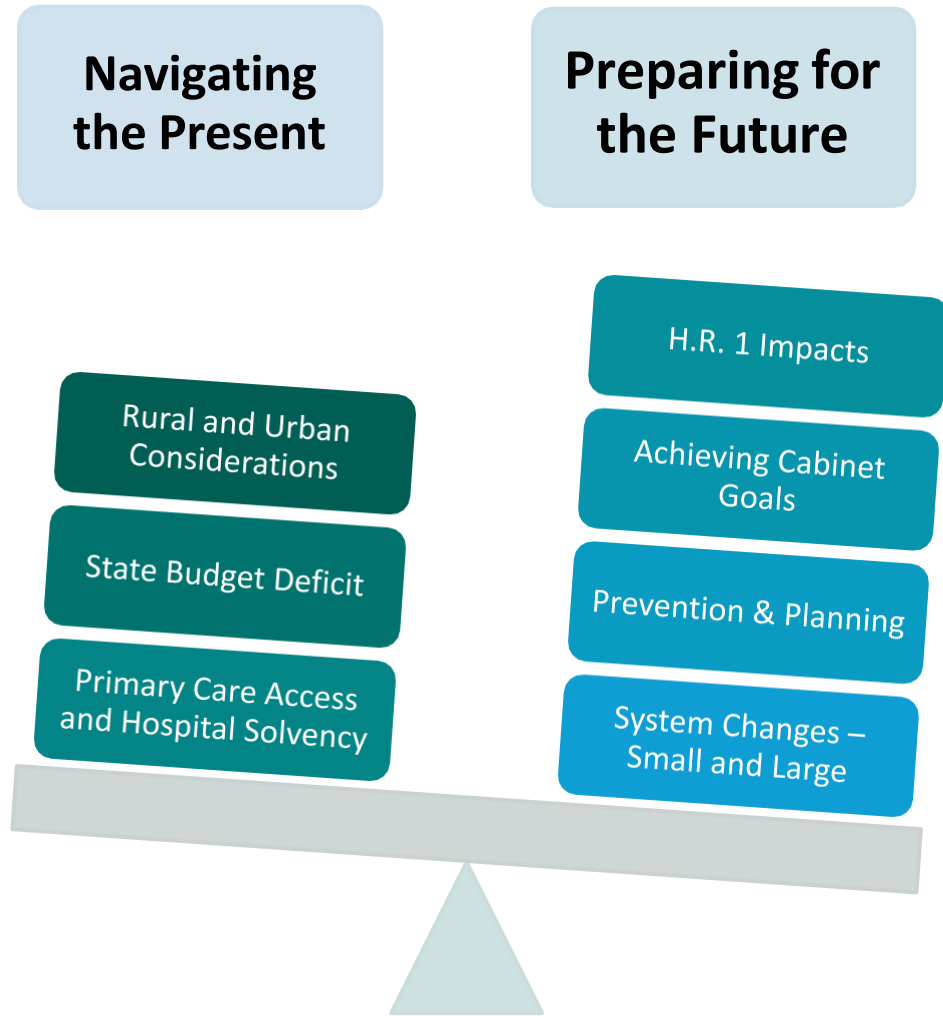 Navigating
the Present
Preparing for
the Future
Rural and Urban
Considerations
State Budget Deficit
Primary Care Access
and Hospital Solvency
H.R. 1 Impacts
Achieving Cabinet
Goals
Prevention & Planning
System Changes –
Small and Large